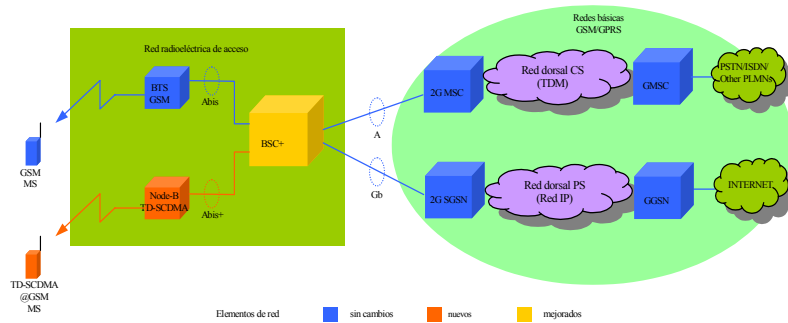 Redes básicas
GSM/GPRS
Red radioeléctrica de acceso
BTS
GSM
Abis
BSC+
Node-B
TD-SCDMA
Abis+
GSM
MS
TD-SCDMA
@GSM
MS
A
Gb
2G MSC
Red dorsal CS
(TDM)
GMSC
PSTN/ISDN/
Other PLMNs
2G SGSN
Red dorsal PS
(Red IP)
GGSN
INTERNET
Elementos de red
sin cambios
nuevos
mejorados